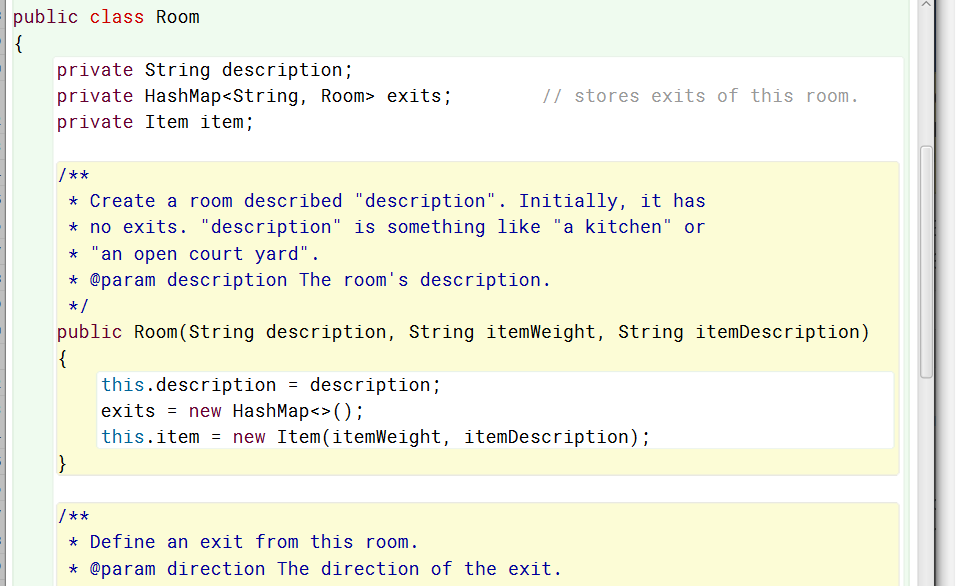 public class Room
{
private String description;
private HashMap<String, Room> exits;        // stores exits of this room.
private Item item;
/**
* Create a room described "description". Initially, it has
* no exits. "description" is something like "a kitchen" or
* "an open court yard".
* @param description The room's description.
*/
public Room(String description, String itemWeight, String itemDescription)
{
this.description = description;
exits = new HashMap<>();
this.item = new Item(itemWeight, itemDescription);
}
/**
* Define an exit from this room.
* @param direction The direction of the exit.